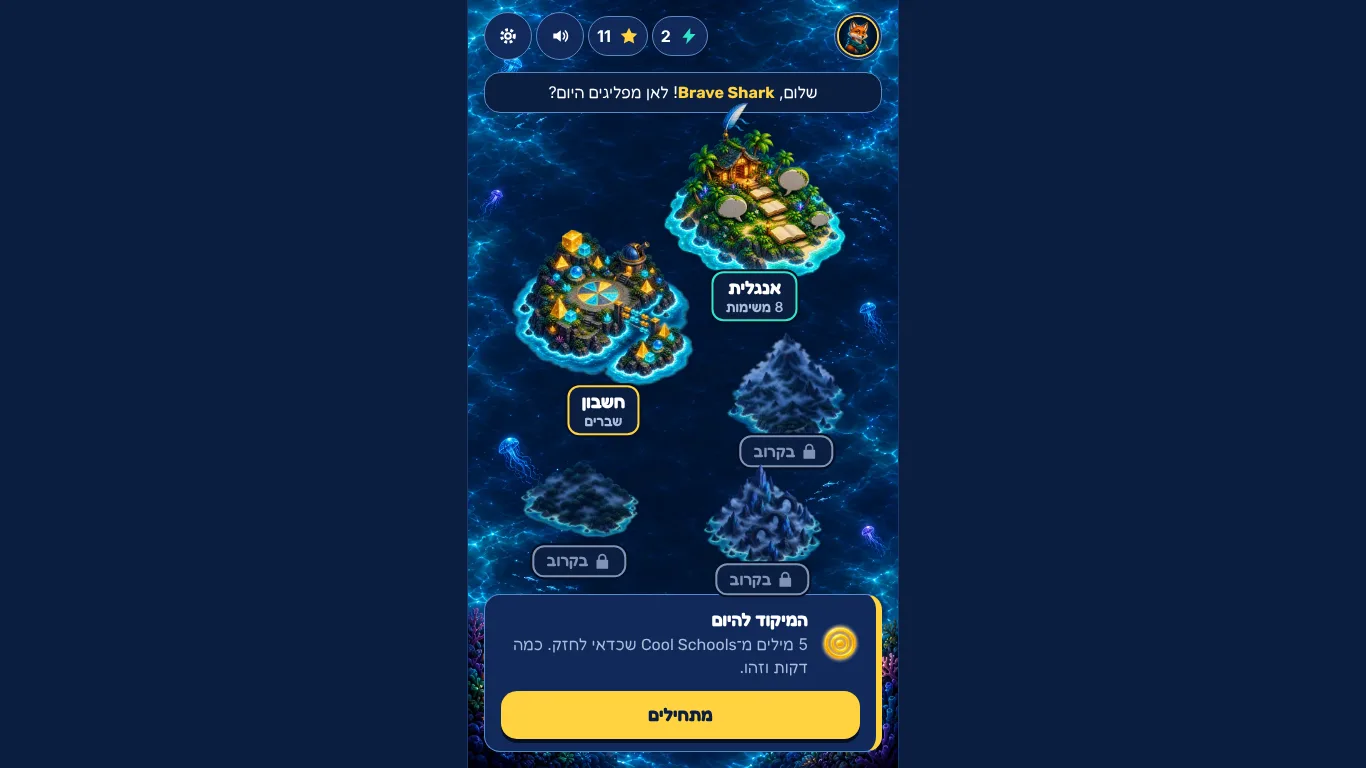 2
11
שלום, Brave Shark! לאן מפליגים היום?
אנגלית
8 משימות
חשבון
שברים
בקרוב
בקרוב
בקרוב
המיקוד להיום
5 מילים מ־Cool Schools שכדאי לחזק. כמה
דקות וזהו.
מתחילים